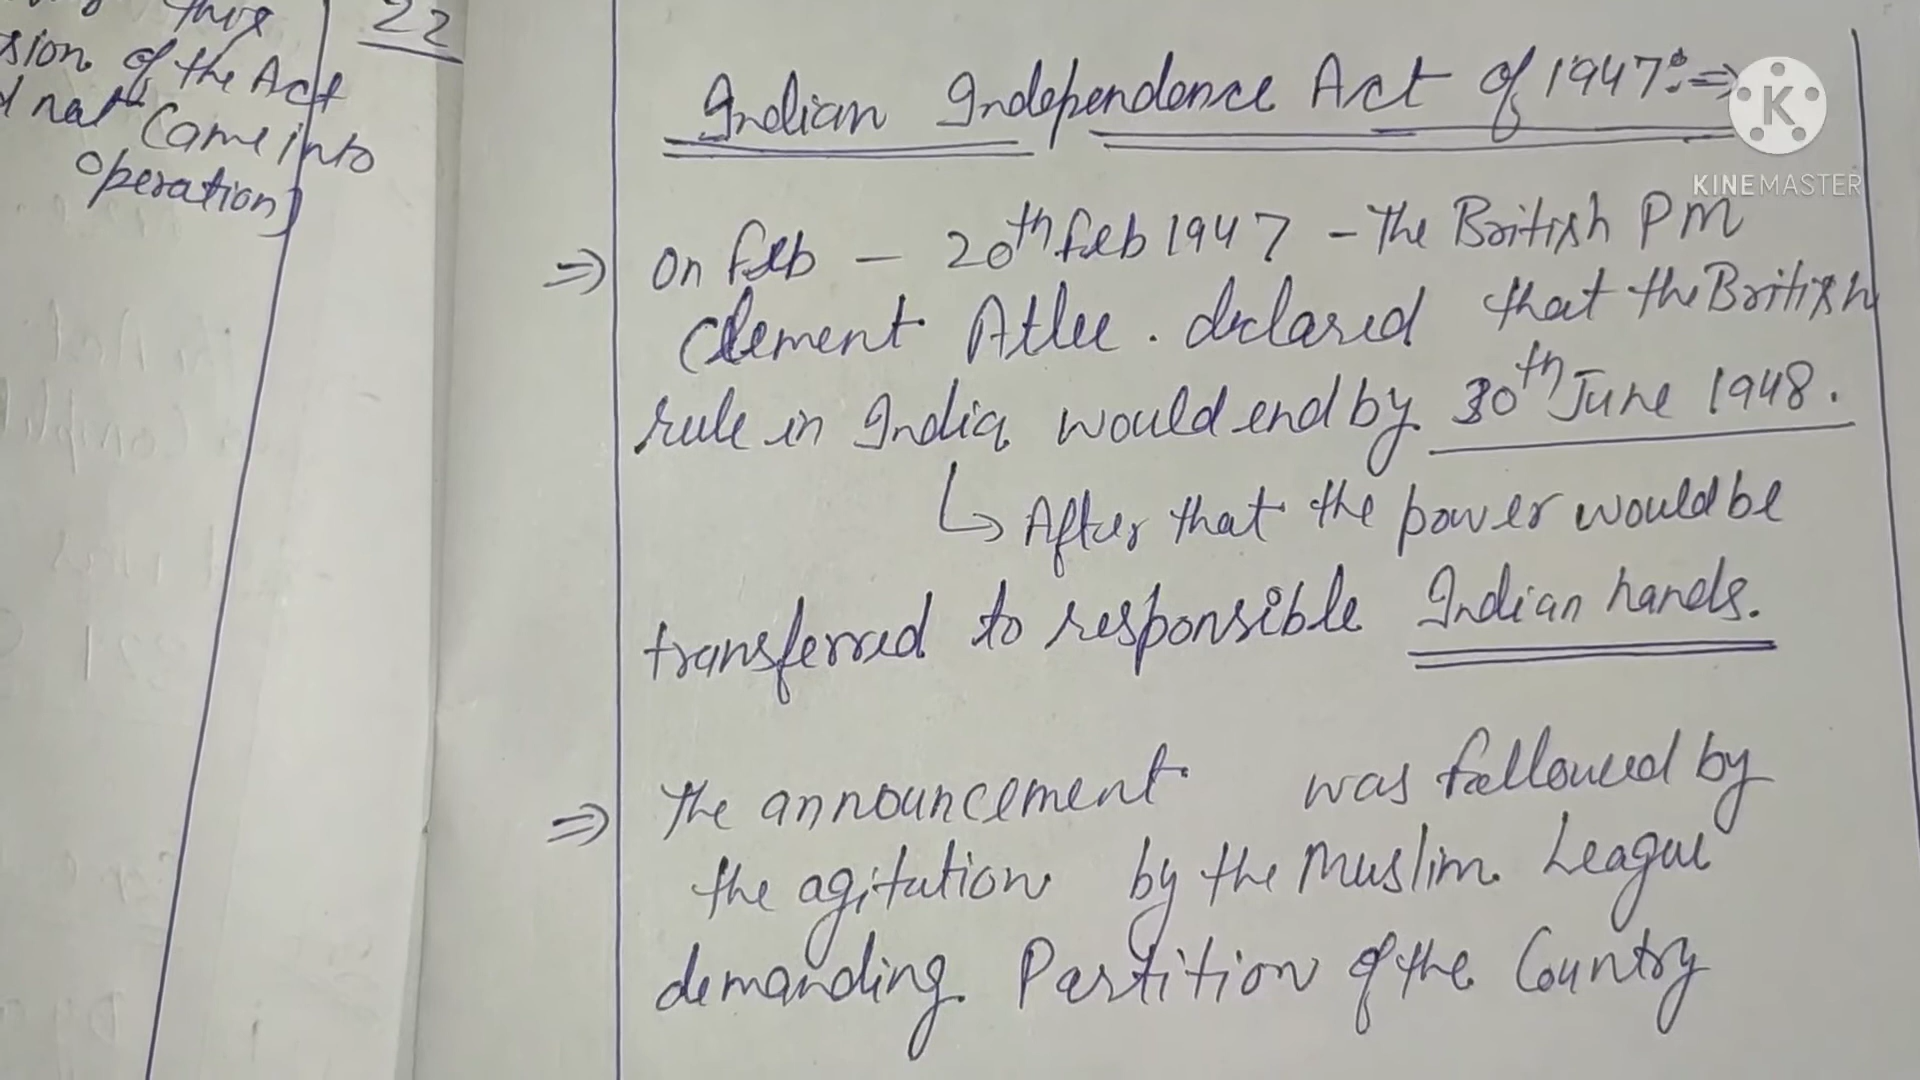 this
sion of the Act
d not Came into
operation)
22
Indian Independence Act of 1947:⇒
K
KINEMASTER
⇒ On Feb – 20th Feb 1947 – The British PM
Clement Atlee. declared that the British
rule in India would end by 30th June 1948.
↳ After that the power would be
transferred to responsible Indian hands.
⇒ The announcement was followed by
the agitation by the Muslim League
demanding Partition of the Country